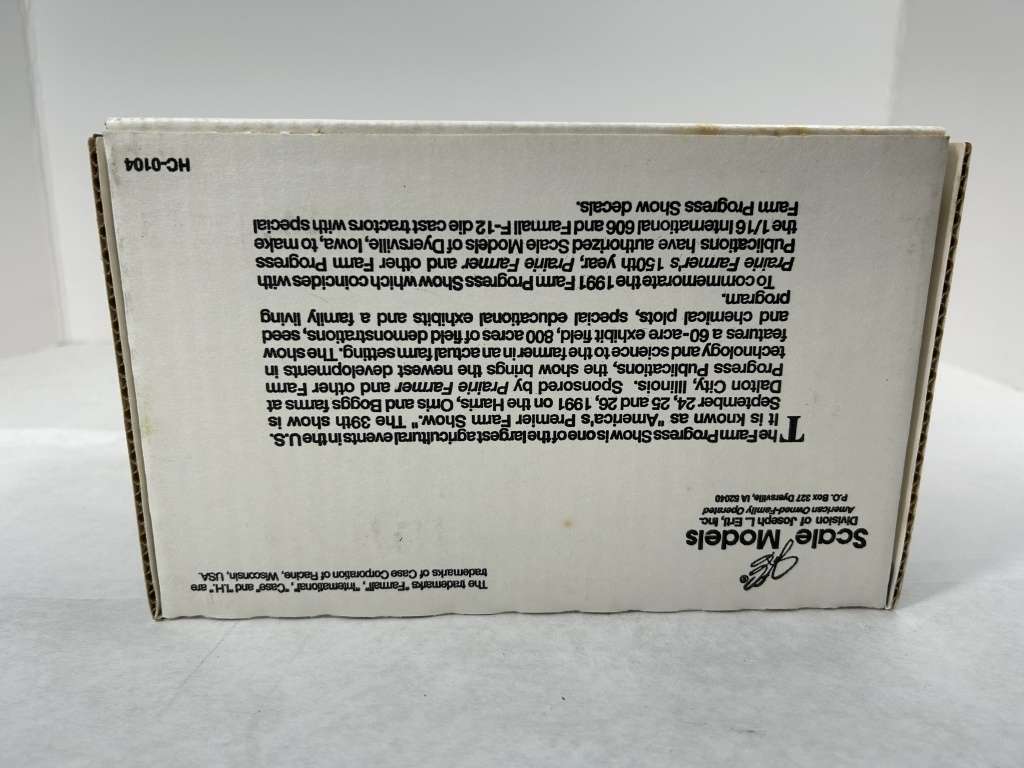 The trademarks "Farmall", "International", "Case" and "I.H." are
trademarks of Case Corporation of Racine, Wisconsin, USA.
JLE®
Scale Models
Division of Joseph L. Ertl, Inc.
American Owned-Family Operated
P.O. Box 327 Dyersville, IA 52040
The Farm Progress Show is one of the largest agricultural events in the U.S.
It is known as "America's Premier Farm Show." The 39th show is
September 24, 25 and 26, 1991 on the Harris, Orris and Boggs farms at
Dalton City, Illinois. Sponsored by Prairie Farmer and other Farm
Progress Publications, the show brings the newest developments in
technology and science to the farmer in an actual farm setting. The show
features a 60-acre exhibit field, 800 acres of field demonstrations, seed
and chemical plots, special educational exhibits and a family living
program.
To commemorate the 1991 Farm Progress Show which coincides with
Prairie Farmer's 150th Prairie Farmer year, and other Farm Progress
Publications have authorized Scale Models of Dyersville, Iowa, to make
the 1/16 International 606 and Farmall F-12 die cast tractors with special
Farm Progress Show decals.
HC-0104